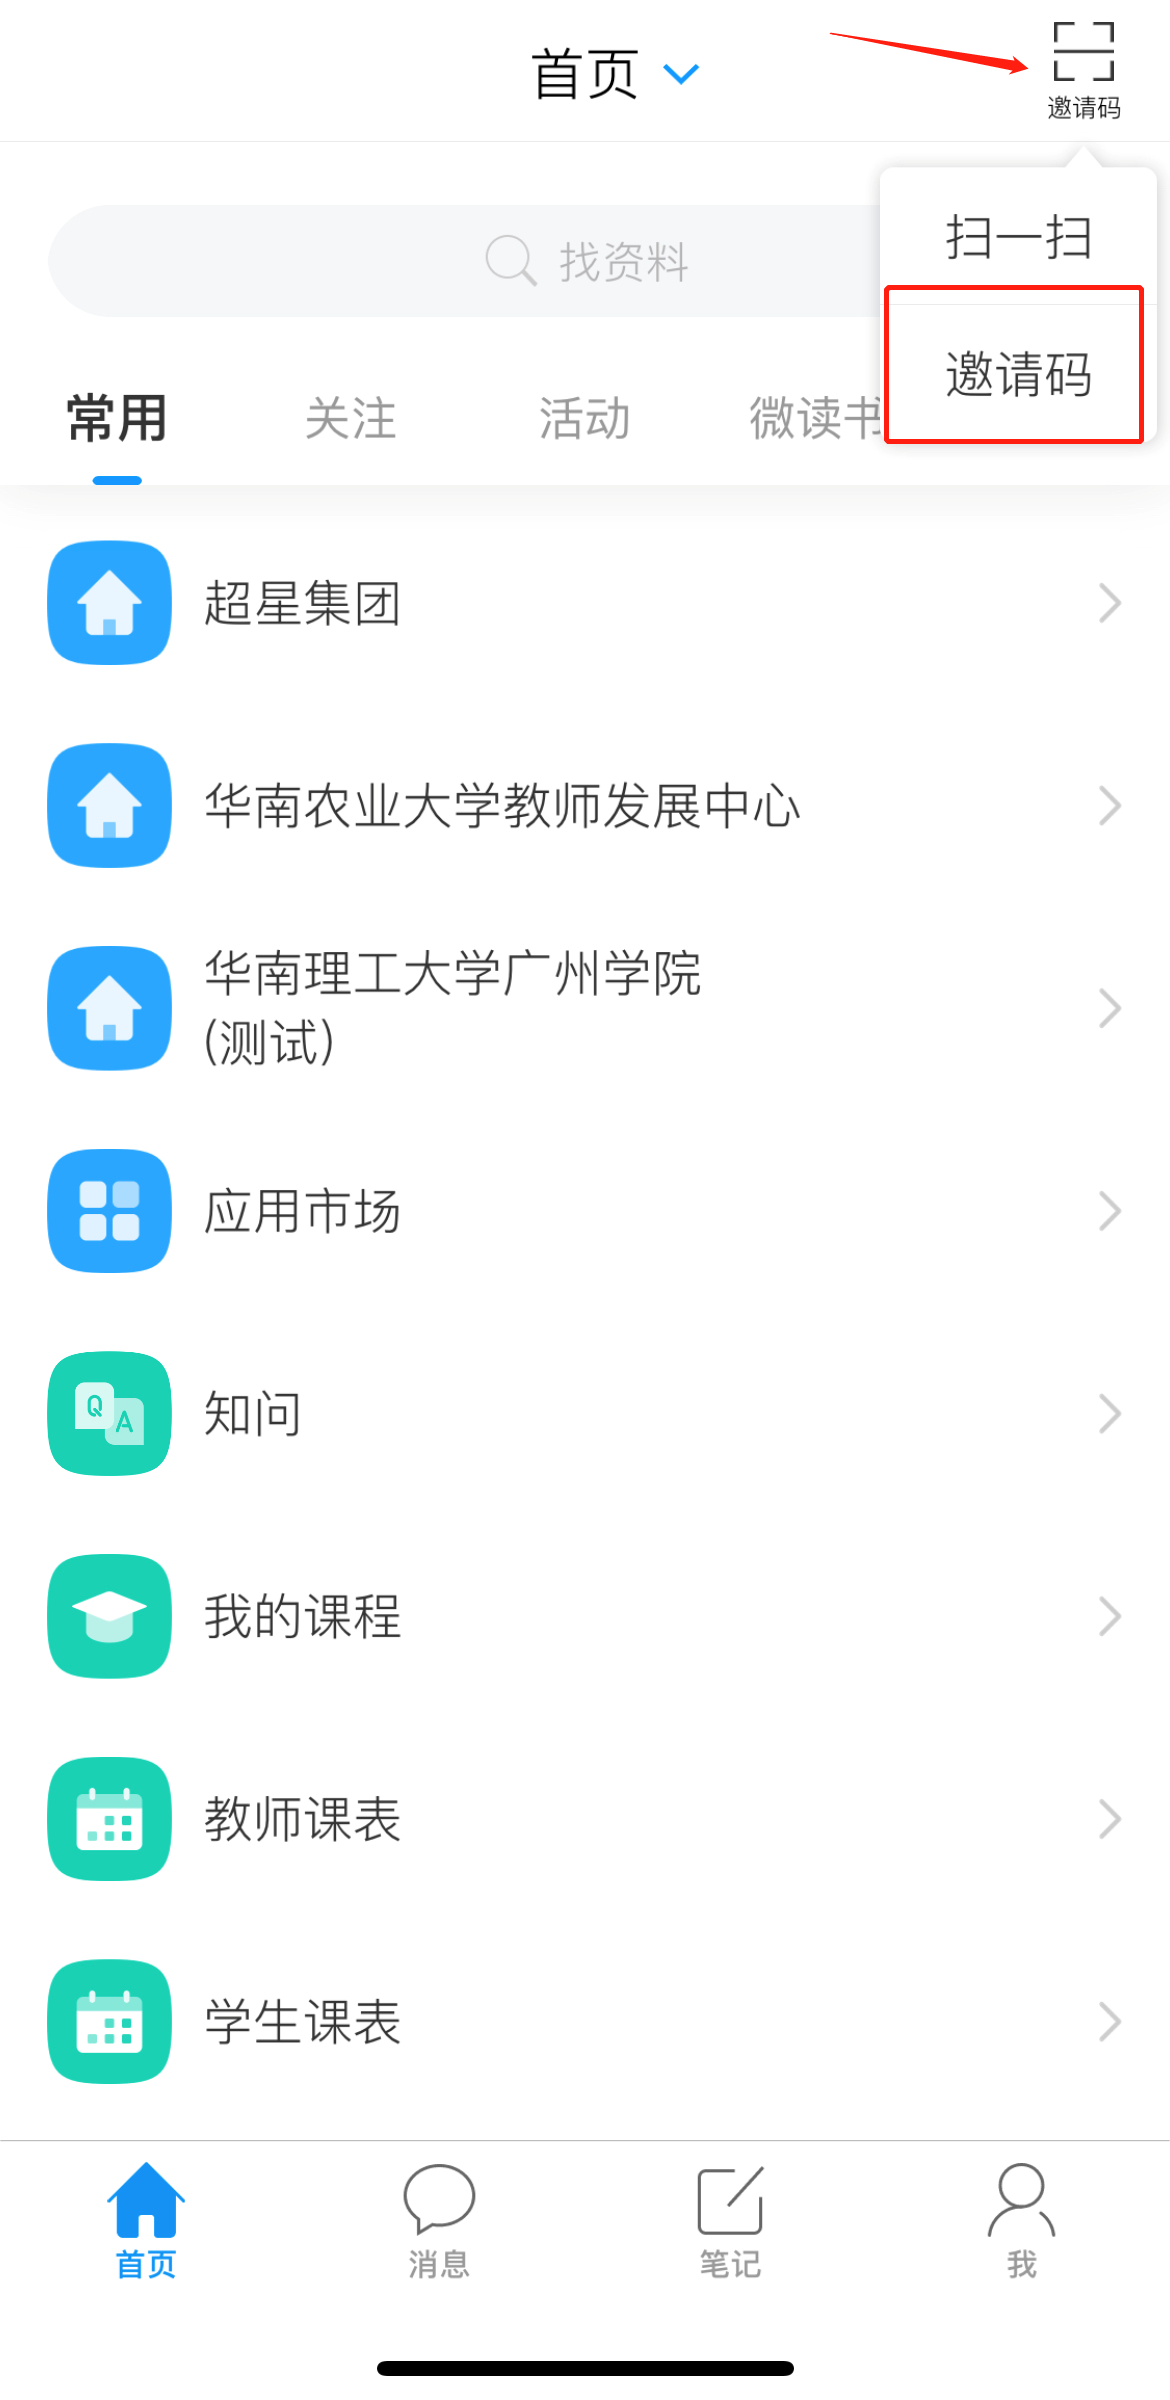 首页
邀请码
扫一扫
找资料
邀请码
常用
关注
活动
微读书
超星集团
华南农业大学教师发展中心
华南理工大学广州学院
(测试)
应用市场
Q
A
知问
我的课程
教师课表
学生课表
首页
消息
笔记
我